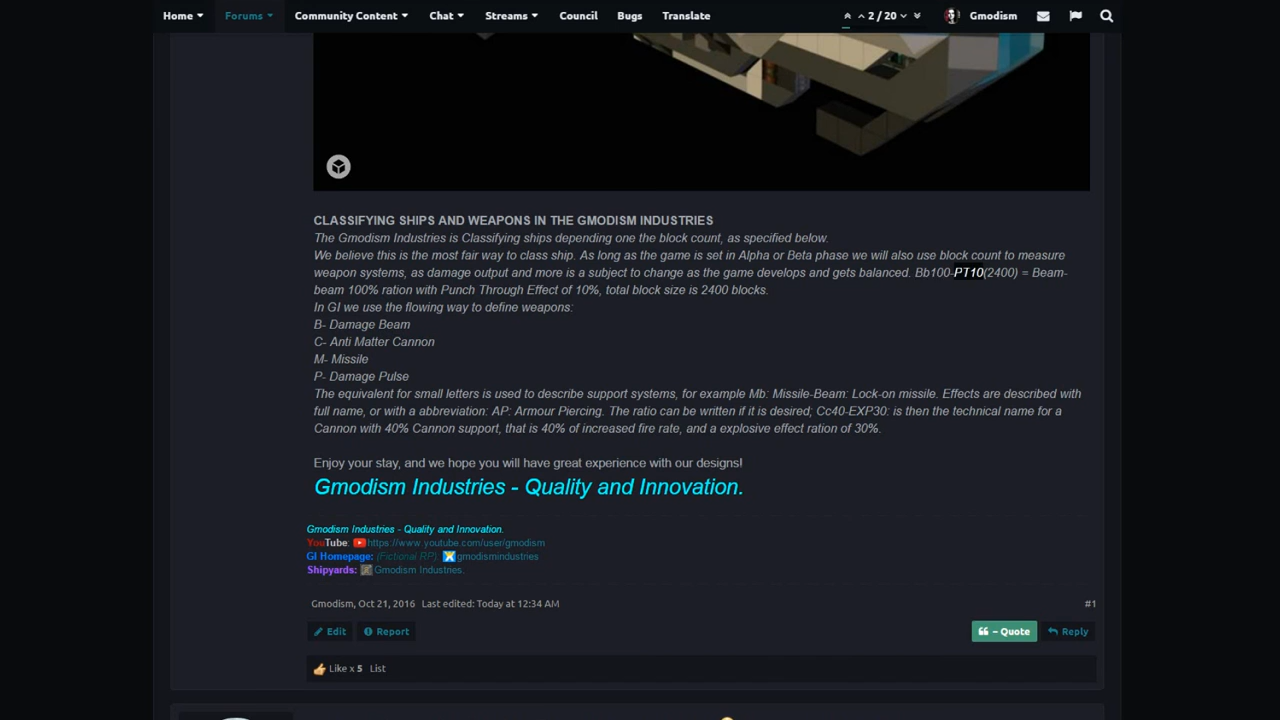 Home Forums Community Content Chat Streams Council Bugs Translate 2 / 20 Gmodism
CLASSIFYING SHIPS AND WEAPONS IN THE GMODISM INDUSTRIES
The Gmodism Industries is Classifying ships depending one the block count, as specified below.
We believe this is the most fair way to class ship. As long as the game is set in Alpha or Beta phase we will also use block count to measure
weapon systems, as damage output and more is a subject to change as the game develops and gets balanced. Bb100-PT10(2400) = Beam-
beam 100% ration with Punch Through Effect of 10%, total block size is 2400 blocks.
In GI we use the flowing way to define weapons:
B- Damage Beam
C- Anti Matter Cannon
M- Missile
P- Damage Pulse
The equivalent for small letters is used to describe support systems, for example Mb: Missile-Beam: Lock-on missile. Effects are described with
full name, or with a abbreviation: AP: Armour Piercing. The ratio can be written if it is desired; Cc40-EXP30: is then the technical name for a
Cannon with 40% Cannon support, that is 40% of increased fire rate, and a explosive effect ration of 30%.
Enjoy your stay, and we hope you will have great experience with our designs!
Gmodism Industries - Quality and Innovation.
Gmodism Industries - Quality and Innovation.
YouTube: https://www.youtube.com/user/gmodism
GI Homepage: (Fictional RP): gmodismindustries
Shipyards: Gmodism Industries.
Gmodism, Oct 21, 2016 Last edited: Today at 12:34 AM #1
Edit Report – Quote Reply
Like x 5 List